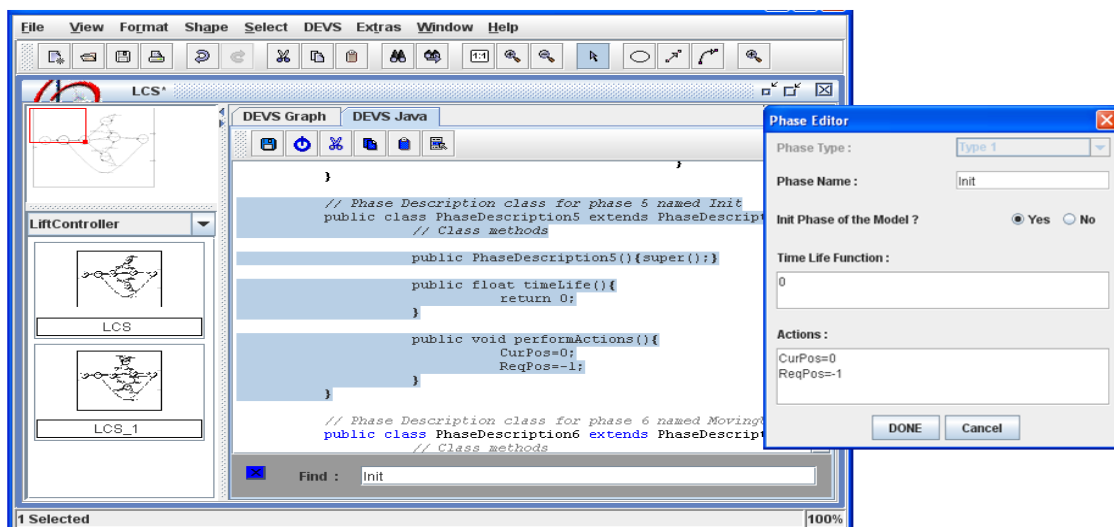 File View Format Shape Select DEVS Extras Window Help
1:1
LCS*
DEVS Graph DEVS Java
LiftController
LCS
LCS_1
}
}
// Phase Description class for phase 5 named Init
public class PhaseDescription5 extends PhaseDescript
// Class methods
public PhaseDescription5(){super();}
public float timeLife(){
return 0;
}
public void performActions(){
CurPos=0;
ReqPos=-1;
}
}
// Phase Description class for phase 6 named Moving
public class PhaseDescription6 extends PhaseDescript
// Class methods
Find : Init
1 Selected 100%
Phase Editor
Phase Type : Type 1
Phase Name : Init
Init Phase of the Model ? Yes No
Time Life Function :
0
Actions :
CurPos=0
ReqPos=-1
DONE Cancel